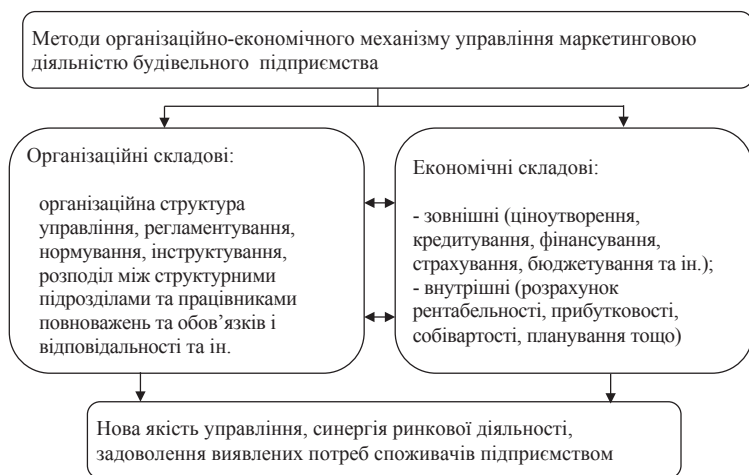 Методи організаційно-економічного механізму управління маркетинговою
діяльністю будівельного підприємства
Організаційні складові:
організаційна структура
управління, регламентування,
нормування, інструктування,
розподіл між структурними
підрозділами та працівниками
повноважень та обов’язків і
відповідальності та ін.
Економічні складові:
- зовнішні (ціноутворення,
кредитування, фінансування,
страхування, бюджетування та ін.);
- внутрішні (розрахунок
рентабельності, прибутковості,
собівартості, планування тощо)
Нова якість управління, синергія ринкової діяльності,
задоволення виявлених потреб споживачів підприємством